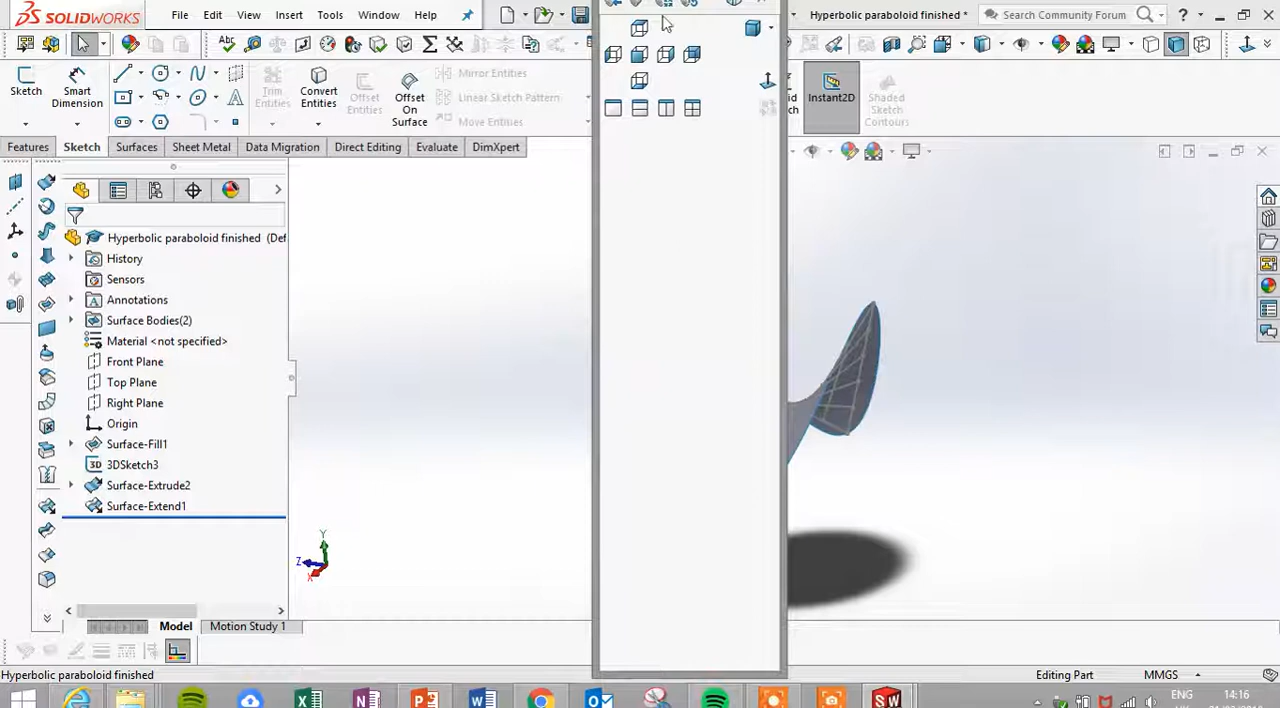 SOLIDWORKS
File Edit View Insert Tools Window Help
Hyperbolic paraboloid finished *
Search Community Forum
Sketch
Smart Dimension
Trim Entities
Convert Entities
Offset Entities
Offset On Surface
Mirror Entities
Linear Sketch Pattern
Move Entities
Instant2D
Shaded Sketch Contours
Features Sketch Surfaces Sheet Metal Data Migration Direct Editing Evaluate DimXpert
Hyperbolic paraboloid finished (Def
History
Sensors
Annotations
Surface Bodies(2)
Material <not specified>
Front Plane
Top Plane
Right Plane
Origin
Surface-Fill1
3D 3DSketch3
Surface-Extrude2
Surface-Extend1
Y
Z
X
Model Motion Study 1
Hyperbolic paraboloid finished
Editing Part MMGS
ENG 14:16